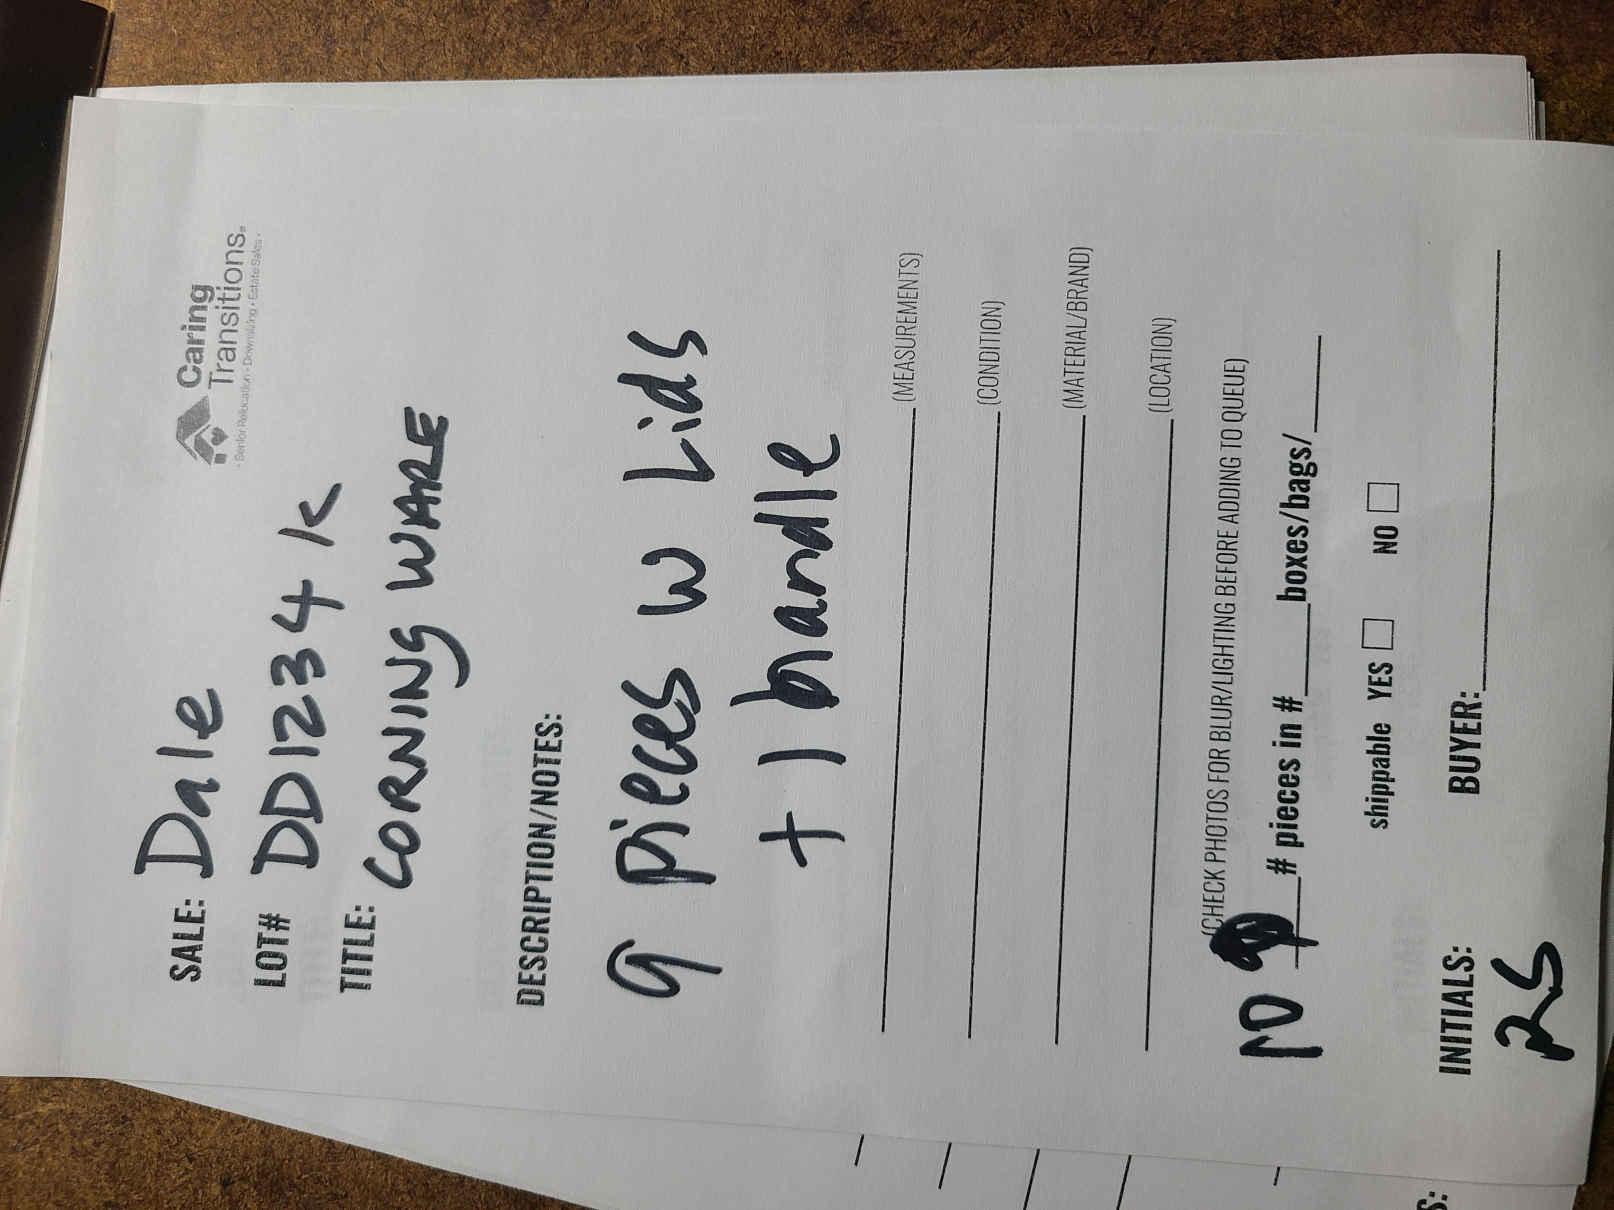 Caring
Transitions®
• Senior Relocation • Downsizing • Estate Sales •
SALE: Dale
LOT# DD1234 K
TITLE: CORNING WARE
DESCRIPTION/NOTES:
9 pieces w Lids
+ 1 handle
(MEASUREMENTS)
(CONDITION)
(MATERIAL/BRAND)
(LOCATION)
(CHECK PHOTOS FOR BLUR/LIGHTING BEFORE ADDING TO QUEUE)
10 # pieces in # boxes/bags/
shippable YES ☐ NO ☐
INITIALS: BUYER:
RS
S: